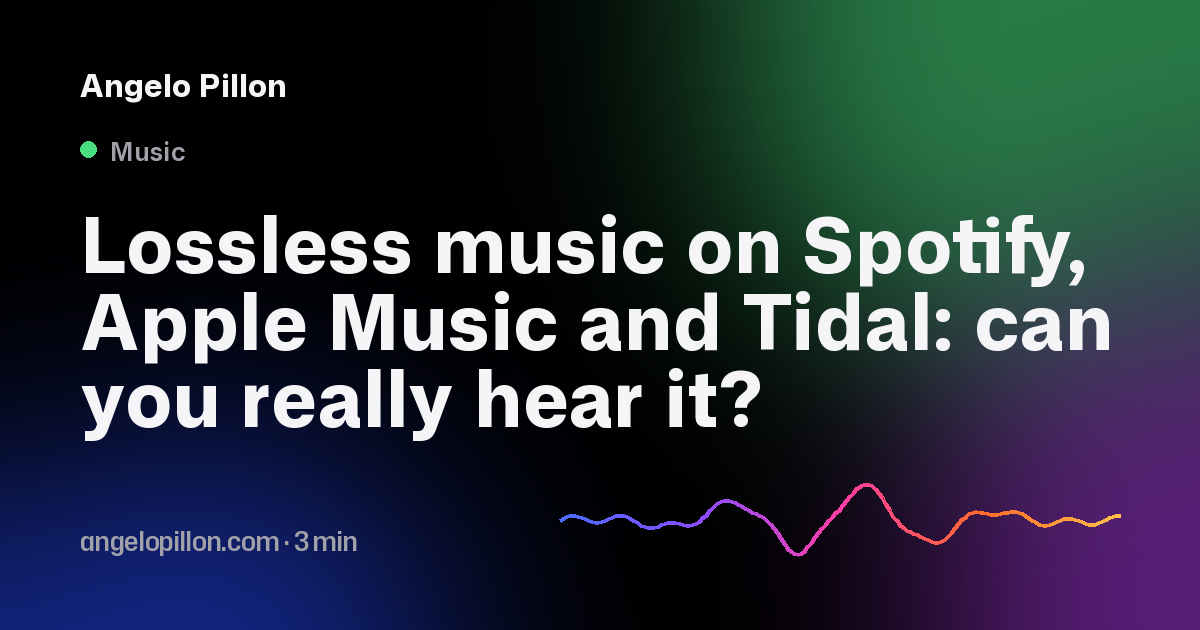 Angelo Pillon
Music
Lossless music on Spotify,
Apple Music and Tidal: can
you really hear it?
angelopillon.com · 3 min